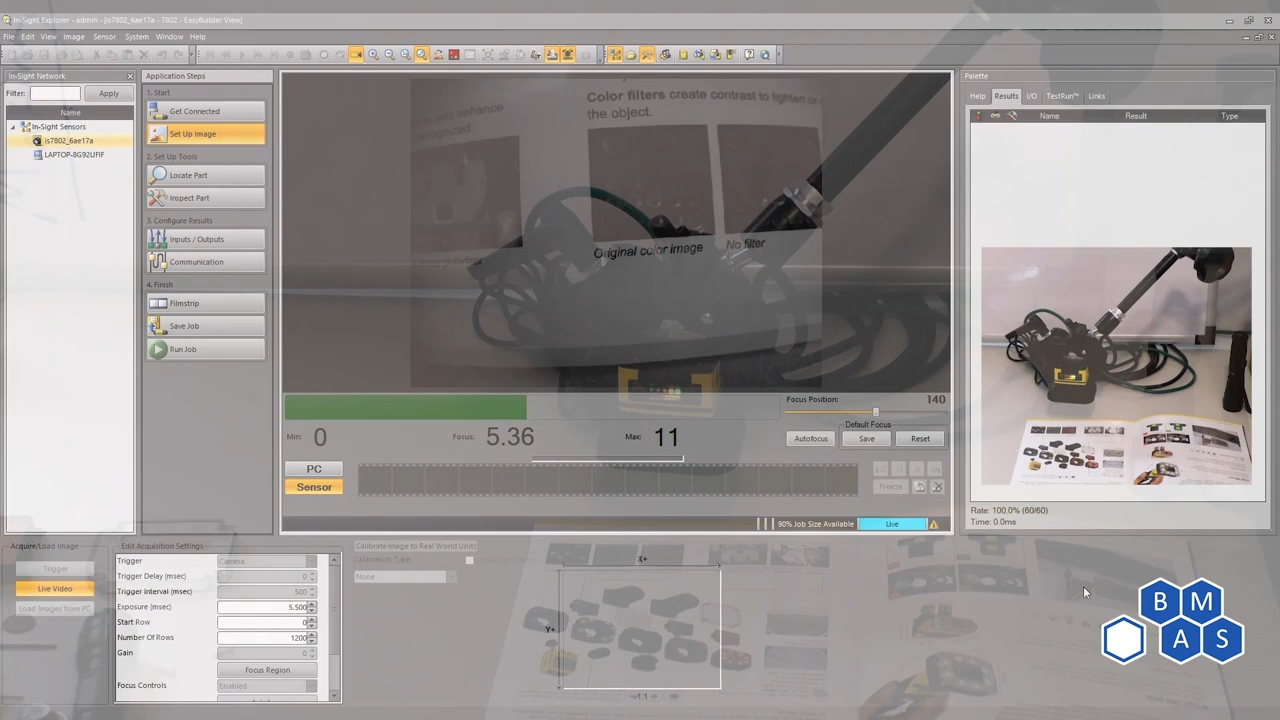 In-Sight Explorer - admin - [is7802_6ae17a - 7802 - EasyBuilder View]
File Edit View Image Sensor System Window Help
In-Sight Network
Filter:
Apply
Name
In-Sight Sensors
is7802_6ae17a
LAPTOP-8G92UFIF
Application Steps
1. Start
Get Connected
Set Up Image
2. Set Up Tools
Locate Part
Inspect Part
3. Configure Results
Inputs / Outputs
Communication
4. Finish
Filmstrip
Save Job
Run Job
and enhance
Color filters create contrast to lighten or
the object.
Original color image
No filter
Min: 0
Focus: 5.36
Max: 11
Focus Position: 140
Default Focus
Autofocus
Save
Reset
PC
Sensor
Freeze
90% Job Size Available
Live
Palette
Help
Results
I/O
TestRun™
Links
Name
Result
Type
Rate: 100.0% (60/60)
Time: 0.0ms
Acquire/Load Image
Trigger
Live Video
Load Images from PC
Edit Acquisition Settings
Trigger Camera
Trigger Delay (msec) 0
Trigger interval (msec) 500
Exposure (msec) 5.500
Start Row 0
Number Of Rows 1200
Gain 0
Focus Region
Focus Controls Enabled
Calibrate Image to Real World Units
Calibration Type:
None
X+
Y+
1:1
B M
A S